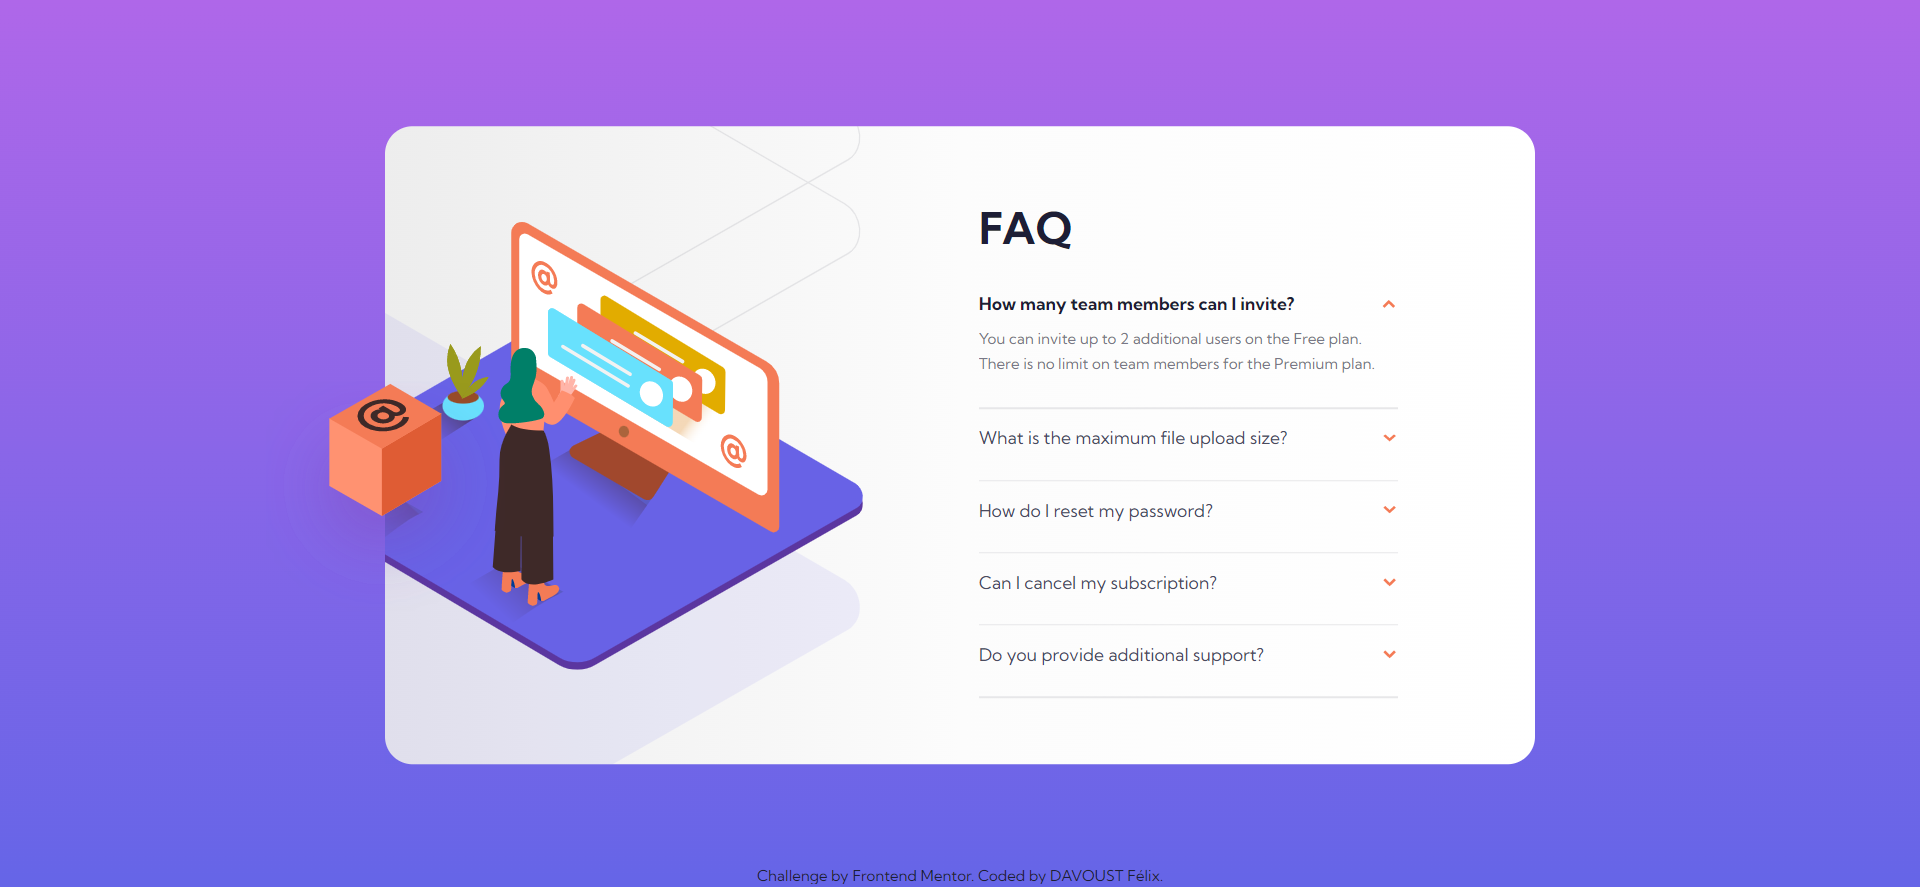 FAQ
How many team members can I invite?
You can invite up to 2 additional users on the Free plan.
There is no limit on team members for the Premium plan.
What is the maximum file upload size?
How do I reset my password?
Can I cancel my subscription?
Do you provide additional support?
@
@
@
Challenge by Frontend Mentor. Coded by DAVOUST Félix.